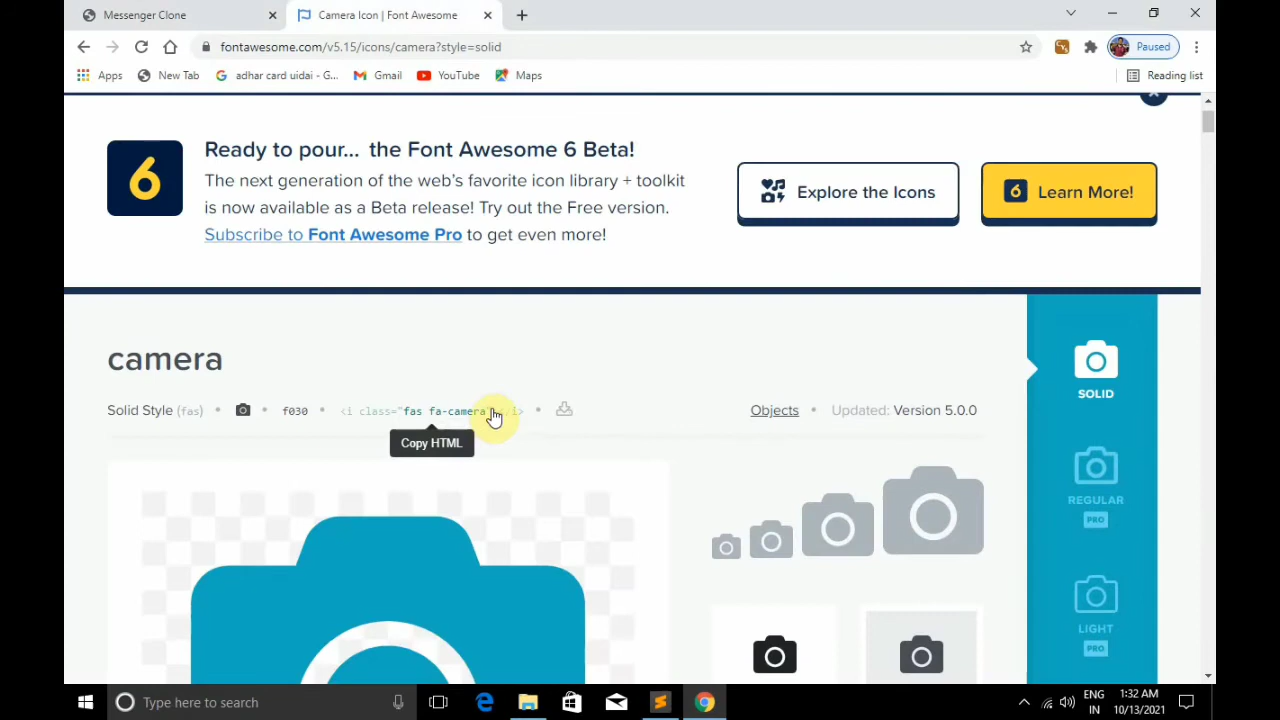 Messenger Clone
Camera Icon | Font Awesome
fontawesome.com/v5.15/icons/camera?style=solid
Paused
Apps
New Tab
adhar card uidai - G...
Gmail
YouTube
Maps
Reading list
6
Ready to pour... the Font Awesome 6 Beta!
The next generation of the web's favorite icon library + toolkit
is now available as a Beta release! Try out the Free version.
Subscribe to Font Awesome Pro to get even more!
Explore the Icons
6 Learn More!
camera
Solid Style (fas)
f030
<i class="fas fa-camera"></i>
Objects
Updated: Version 5.0.0
Copy HTML
SOLID
REGULAR
PRO
LIGHT
PRO
Type here to search
ENG
IN
1:32 AM
10/13/2021